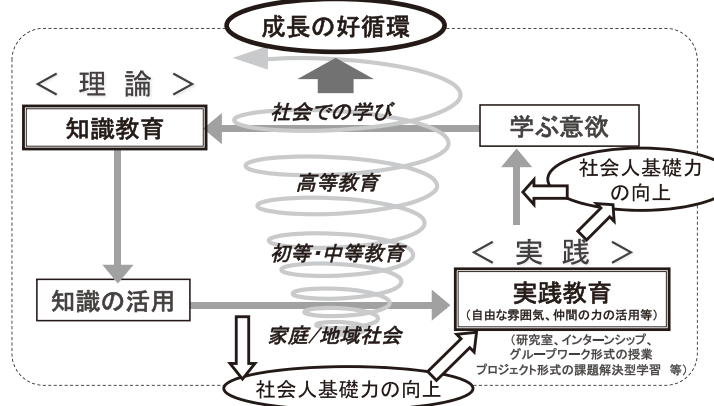 成長の好循環
＜ 理 論 ＞
社会での学び
知識教育
学ぶ意欲
社会人基礎力
の向上
高等教育
＜ 実 践 ＞
初等・中等教育
実践教育
（自由な雰囲気、仲間の力の活用等）
知識の活用
家庭/地域社会
（研究室、インターンシップ、
グループワーク形式の授業
プロジェクト形式の課題解決型学習 等）
社会人基礎力の向上